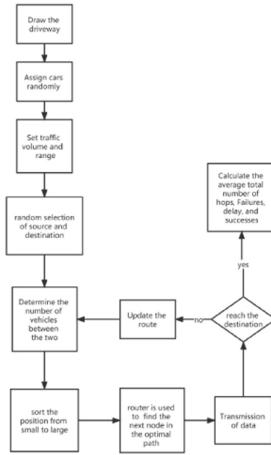 Draw the
driveway
Assign cars
randomly
Set traffic
volume and
range
random selection
of source and
destination
Determine the
number of
vehicles
between
the two
sort the
position from
small to large
router is used
to find the
next node in
the optimal
path
Transmission
of data
reach the
destination
no
Update the
route
yes
Calculate the
average total
number of
hops, Failures,
delay, and
successes